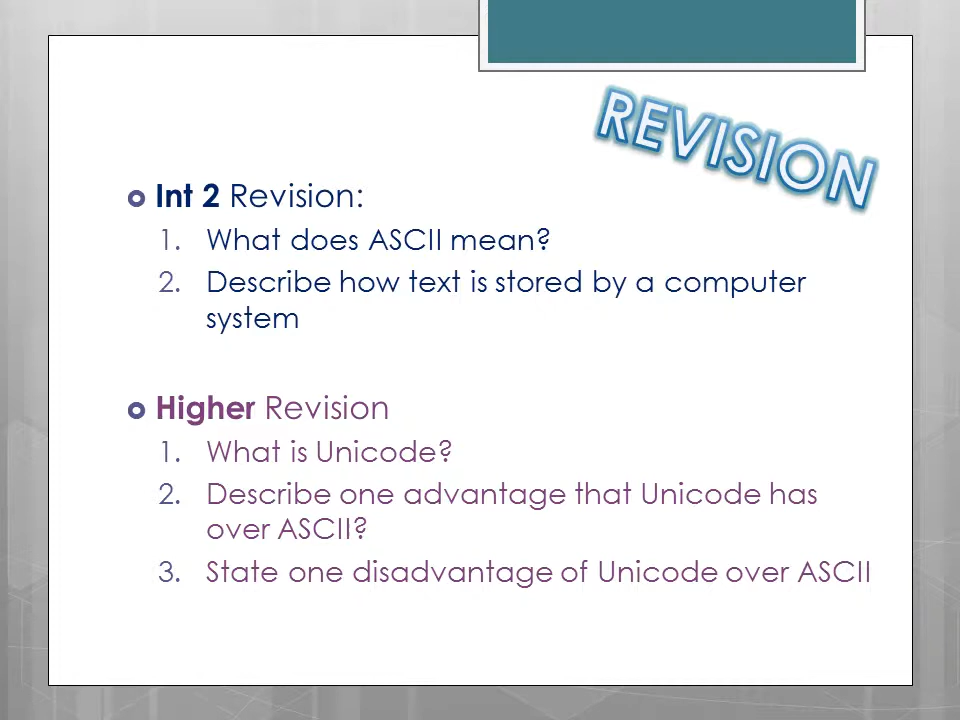 REVISION
Int 2 Revision:
1. What does ASCII mean?
2. Describe how text is stored by a computer
system
Higher Revision
1. What is Unicode?
2. Describe one advantage that Unicode has
over ASCII?
3. State one disadvantage of Unicode over ASCII